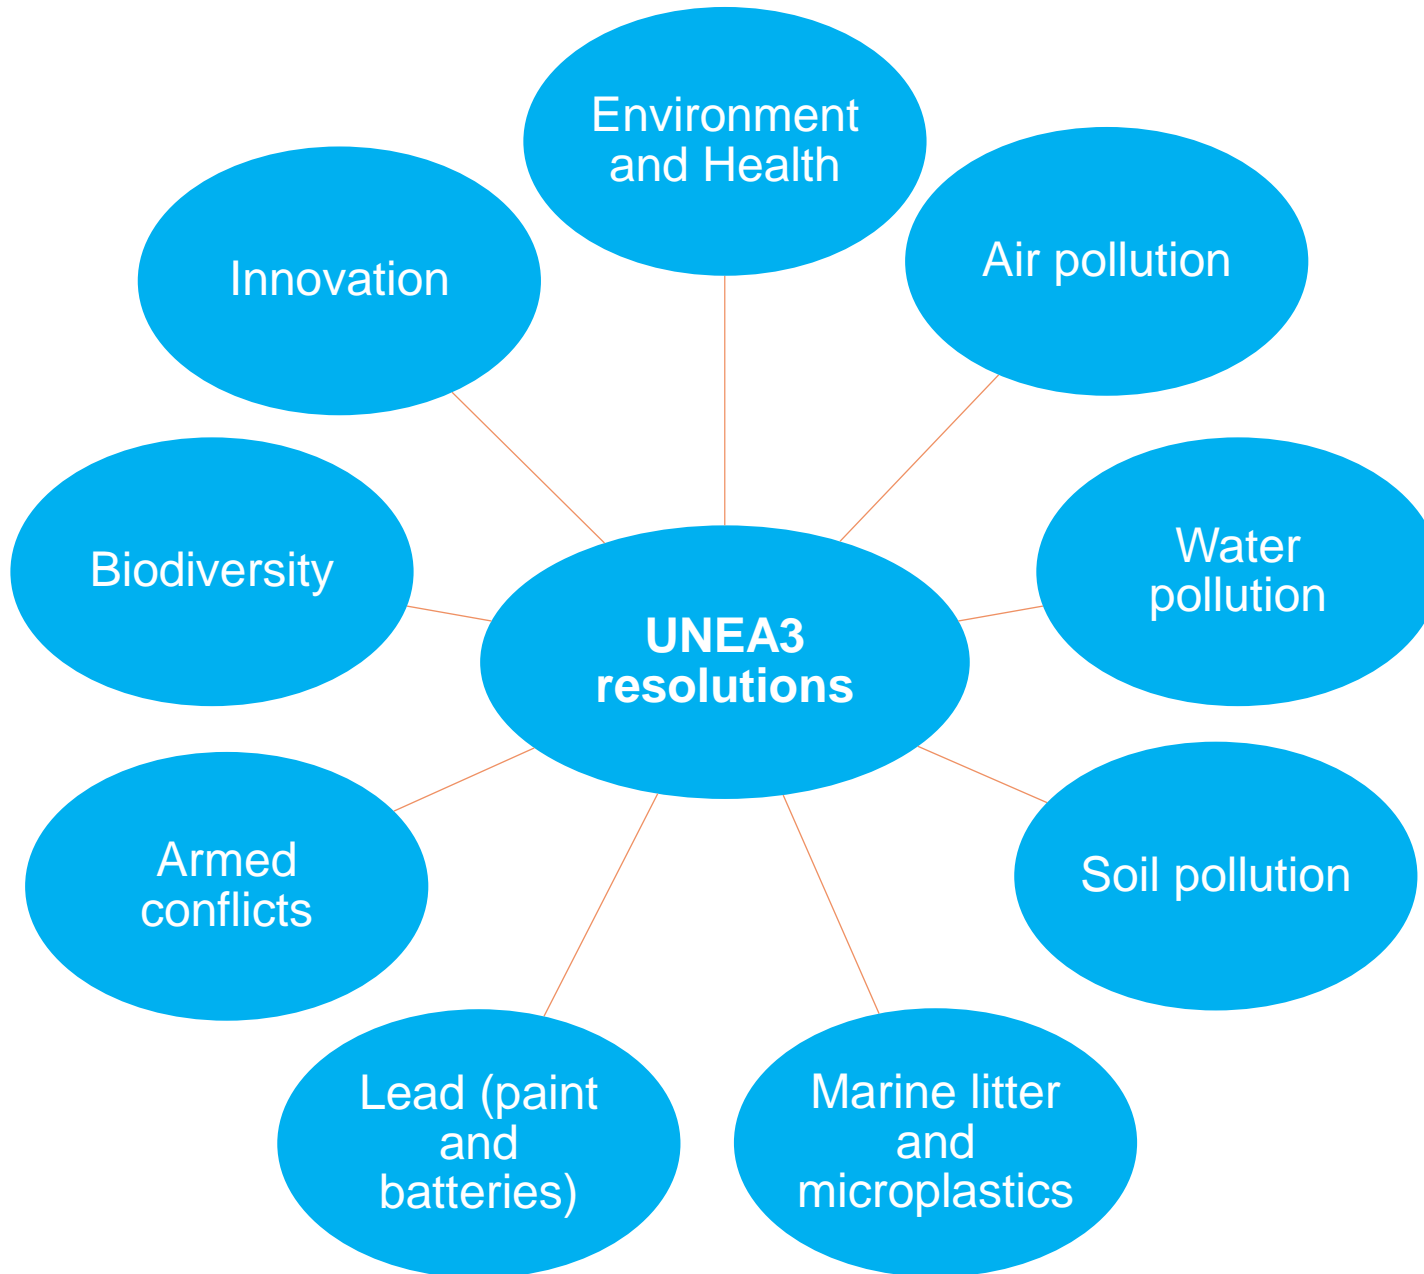 Environment
and Health
Air pollution
Innovation
Water
pollution
Biodiversity
UNEA3
resolutions
Soil pollution
Armed
conflicts
Marine litter
and
microplastics
Lead (paint
and
batteries)